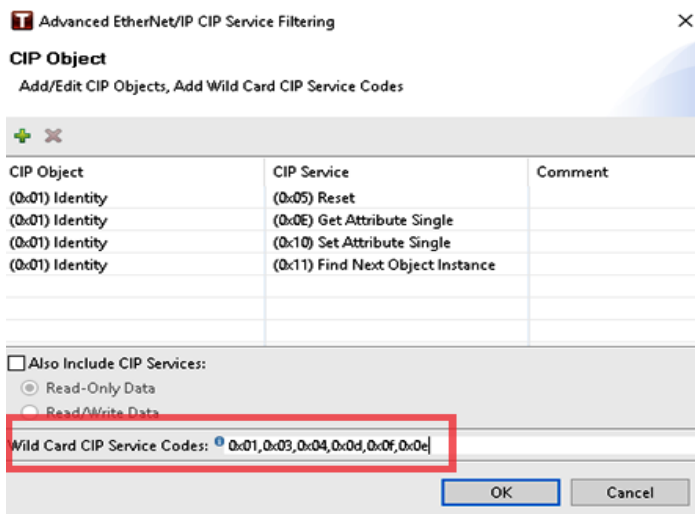 Advanced EtherNet/IP CIP Service Filtering
CIP Object
Add/Edit CIP Objects, Add Wild Card CIP Service Codes
CIP Object CIP Service Comment
(0x01) Identity (0x05) Reset
(0x01) Identity (0x0E) Get Attribute Single
(0x01) Identity (0x10) Set Attribute Single
(0x01) Identity (0x11) Find Next Object Instance
Also Include CIP Services:
Read-Only Data
Read/Write Data
Wild Card CIP Service Codes: 0x01,0x03,0x04,0x0d,0x0f,0x0e
OK Cancel